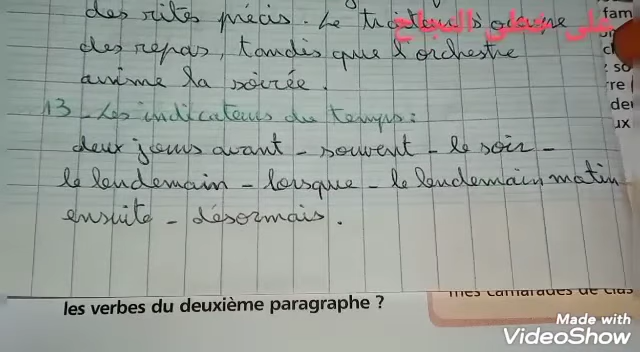 des rites précis. Le traiteur s'occupe
des repas, tandis que l'orchestre
anime la soirée.
13 - Les indicateurs du temps :
deux jours avant - souvent - le soir -
le lendemain - lorsque - le lendemain matin
ensuite - désormais.
les verbes du deuxième paragraphe ?
mes camarades de clas
Made with
VideoShow